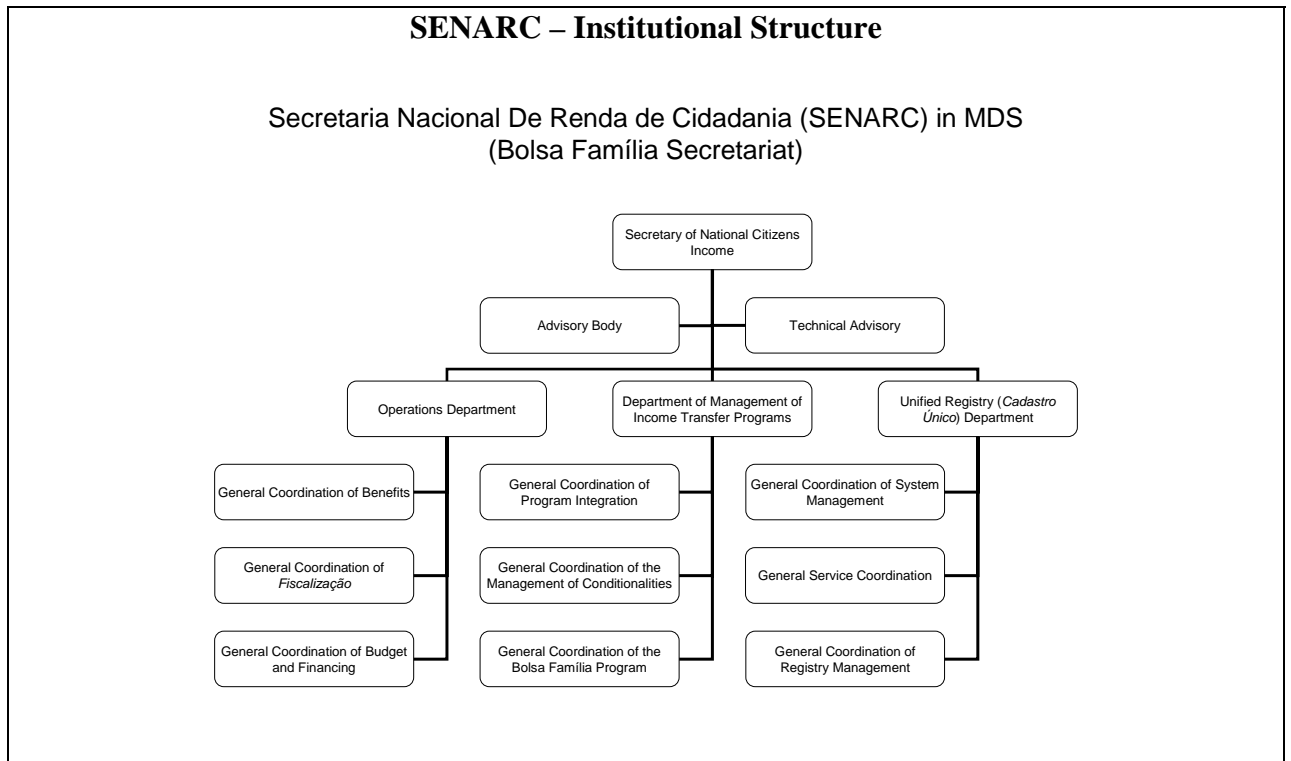 SENARC – Institutional Structure
Secretaria Nacional De Renda de Cidadania (SENARC) in MDS
(Bolsa Família Secretariat)
Secretary of National Citizens
Income
Advisory Body
Technical Advisory
Operations Department
Department of Management of
Income Transfer Programs
Unified Registry (Cadastro
Único) Department
General Coordination of Benefits
General Coordination of
Program Integration
General Coordination of System
Management
General Coordination of
Fiscalização
General Coordination of the
Management of Conditionalities
General Service Coordination
General Coordination of Budget
and Financing
General Coordination of the
Bolsa Família Program
General Coordination of
Registry Management